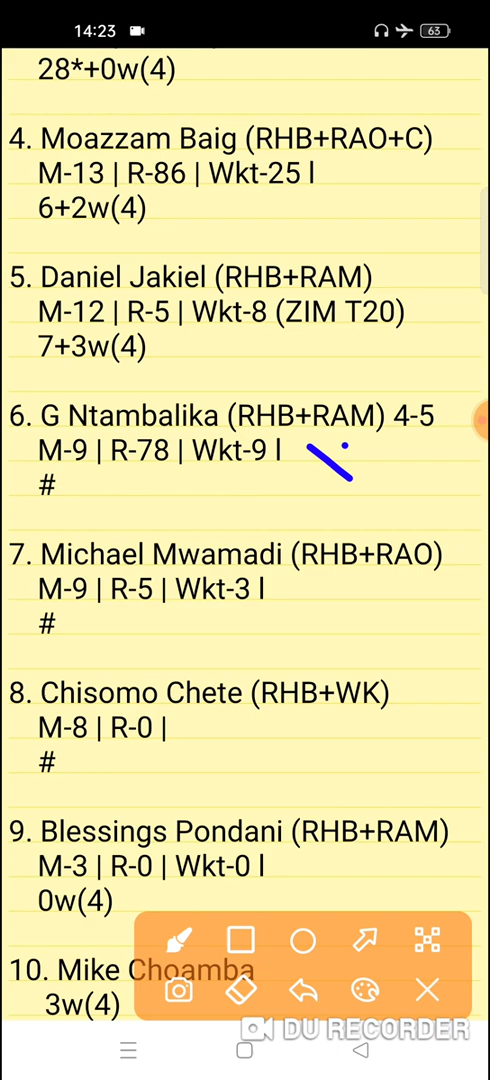 14:23
63
28*+0w(4)
4. Moazzam Baig (RHB+RAO+C)
M-13 | R-86 | Wkt-25 l
6+2w(4)
5. Daniel Jakiel (RHB+RAM)
M-12 | R-5 | Wkt-8 (ZIM T20)
7+3w(4)
6. G Ntambalika (RHB+RAM) 4-5
M-9 | R-78 | Wkt-9 l
#
7. Michael Mwamadi (RHB+RAO)
M-9 | R-5 | Wkt-3 l
#
8. Chisomo Chete (RHB+WK)
M-8 | R-0 |
#
9. Blessings Pondani (RHB+RAM)
M-3 | R-0 | Wkt-0 l
0w(4)
10. Mike Choamba
3w(4)
DU RECORDER